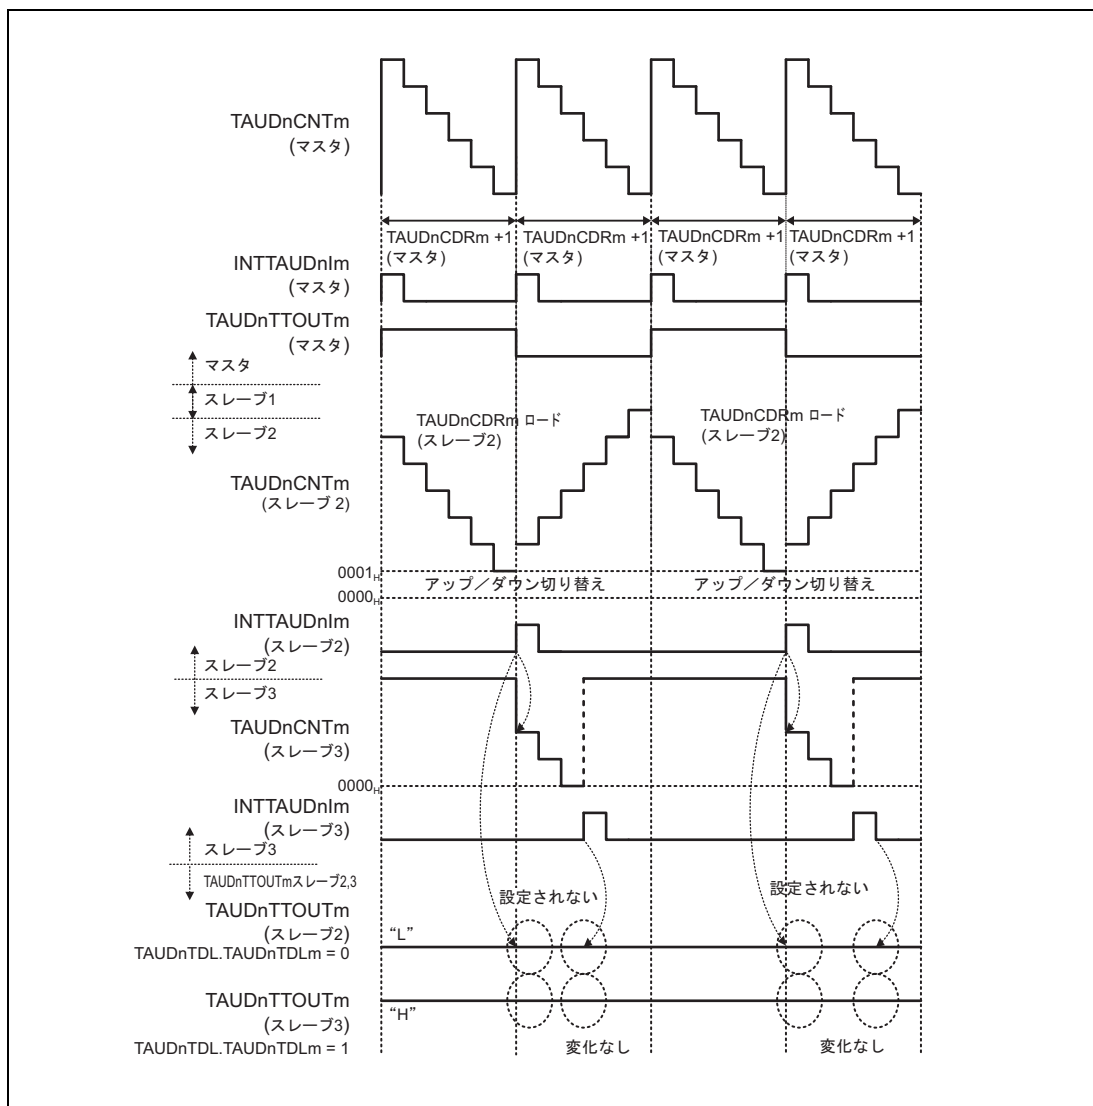 TAUDnCNTm
(マスタ)
TAUDnCDRm +1
(マスタ)
TAUDnCDRm +1
(マスタ)
TAUDnCDRm +1
(マスタ)
TAUDnCDRm +1
(マスタ)
INTTAUDnIm
(マスタ)
TAUDnTTOUTm
(マスタ)
マスタ
スレーブ1
スレーブ2
TAUDnCDRm ロード
(スレーブ2)
TAUDnCDRm ロード
(スレーブ2)
TAUDnCNTm
(スレーブ 2)
0001H
アップ/ダウン切り替え
アップ/ダウン切り替え
0000H
INTTAUDnIm
(スレーブ2)
スレーブ2
スレーブ3
TAUDnCNTm
(スレーブ3)
0000H
INTTAUDnIm
(スレーブ3)
スレーブ3
TAUDnTTOUTmスレーブ2,3
設定されない
設定されない
TAUDnTTOUTm
(スレーブ2)
TAUDnTDL.TAUDnTDLm = 0
“L”
TAUDnTTOUTm
(スレーブ3)
TAUDnTDL.TAUDnTDLm = 1
“H”
変化なし
変化なし